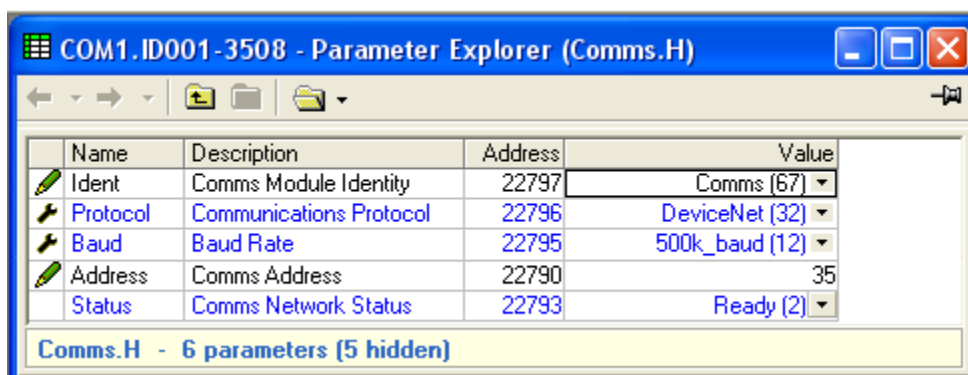 COM1.ID001-3508 - Parameter Explorer (Comms.H)
Name Description Address Value
Ident Comms Module Identity 22797 Comms (67)
Protocol Communications Protocol 22796 DeviceNet (32)
Baud Baud Rate 22795 500k_baud (12)
Address Comms Address 22790 35
Status Comms Network Status 22793 Ready (2)
Comms.H - 6 parameters (5 hidden)